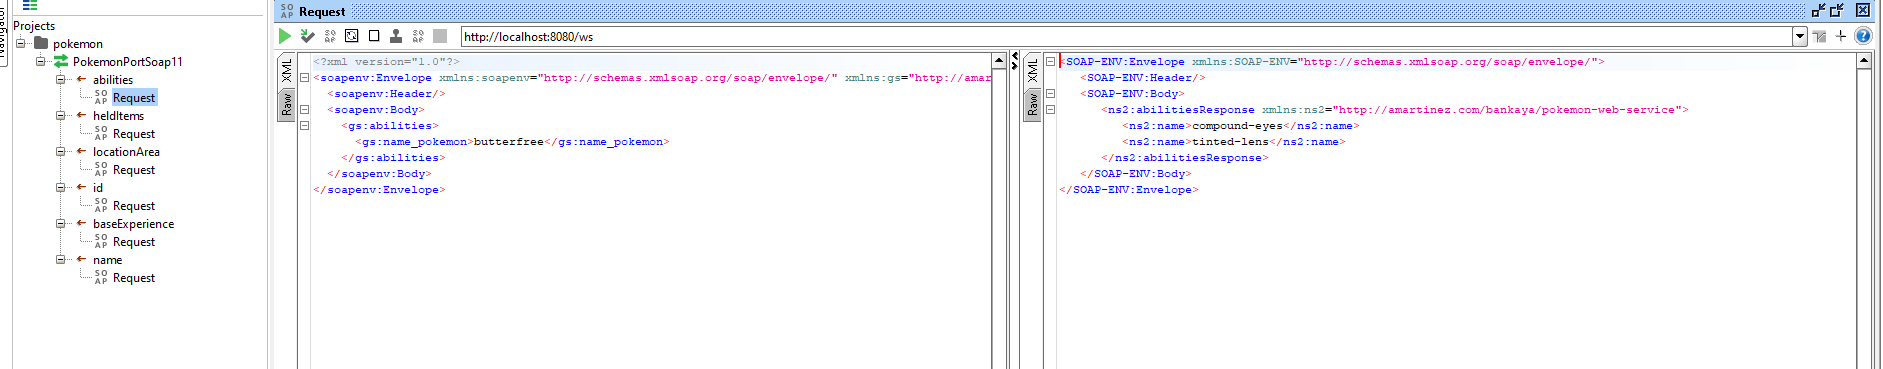 Navigator
Projects
pokemon
PokemonPortSoap11
abilities
SO AP Request
heldItems
SO AP Request
locationArea
SO AP Request
id
SO AP Request
baseExperience
SO AP Request
name
SO AP Request
SO AP Request
SO AP SO AP http://localhost:8080/ws
XML
Raw
<?xml version="1.0"?>
<soapenv:Envelope xmlns:soapenv="http://schemas.xmlsoap.org/soap/envelope/" xmlns:gs="http://amar
<soapenv:Header/>
<soapenv:Body>
<gs:abilities>
<gs:name_pokemon>butterfree</gs:name_pokemon>
</gs:abilities>
</soapenv:Body>
</soapenv:Envelope>
XML
Raw
<SOAP-ENV:Envelope xmlns:SOAP-ENV="http://schemas.xmlsoap.org/soap/envelope/">
<SOAP-ENV:Header/>
<SOAP-ENV:Body>
<ns2:abilitiesResponse xmlns:ns2="http://amartinez.com/bankaya/pokemon-web-service">
<ns2:name>compound-eyes</ns2:name>
<ns2:name>tinted-lens</ns2:name>
</ns2:abilitiesResponse>
</SOAP-ENV:Body>
</SOAP-ENV:Envelope>